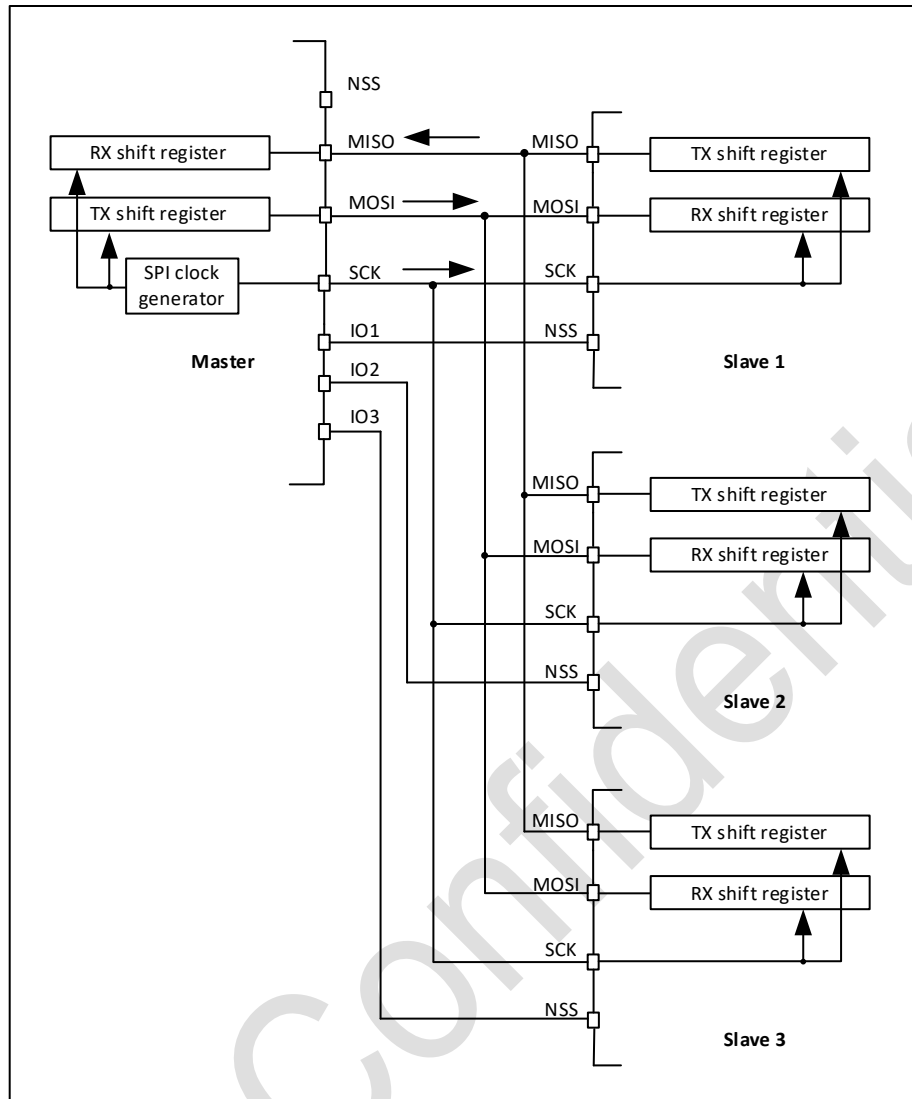 NSS
MISO
MISO
RX shift register
TX shift register
MOSI
MOSI
TX shift register
RX shift register
SCK
SCK
SPI clock
generator
IO1
NSS
Master
Slave 1
IO2
IO3
MISO
TX shift register
MOSI
RX shift register
SCK
NSS
Slave 2
MISO
TX shift register
MOSI
RX shift register
SCK
NSS
Slave 3